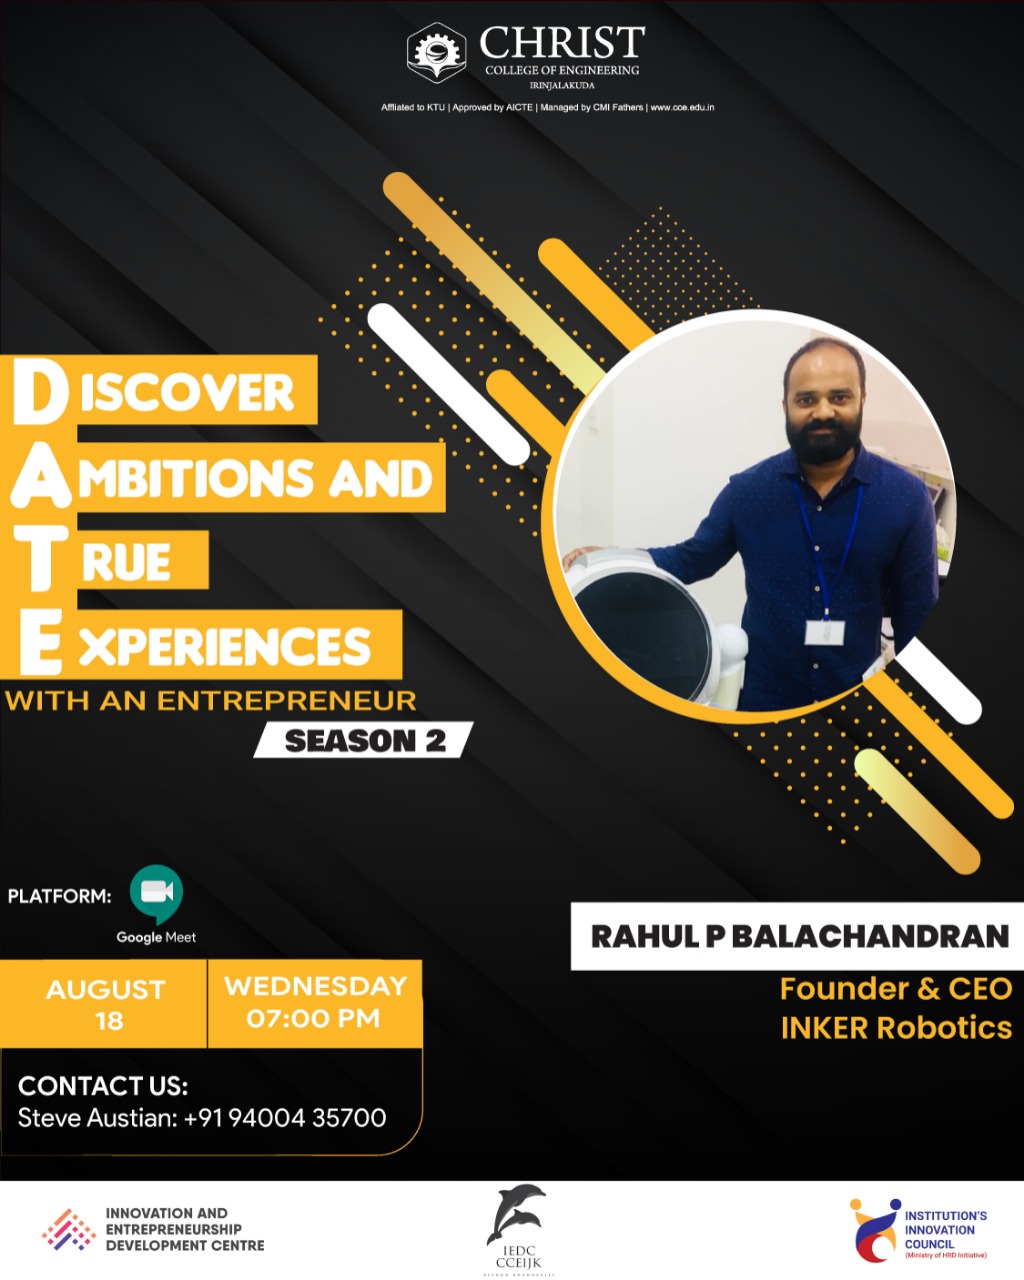 CHRIST
COLLEGE OF ENGINEERING
IRINJALAKUDA
Affliated to KTU | Approved by AICTE | Managed by CMI Fathers | www.cce.edu.in
DISCOVER
AMBITIONS AND
TRUE
EXPERIENCES
WITH AN ENTREPRENEUR
SEASON 2
PLATFORM:
Google Meet
AUGUST
18
WEDNESDAY
07:00 PM
CONTACT US:
Steve Austian: +91 94004 35700
RAHUL P BALACHANDRAN
Founder & CEO
INKER Robotics
INNOVATION AND
ENTREPRENEURSHIP
DEVELOPMENT CENTRE
IEDC
CCEIJK
BEYOND BOUNDARIES
INSTITUTION'S
INNOVATION
COUNCIL
(Ministry of HRD Initiative)